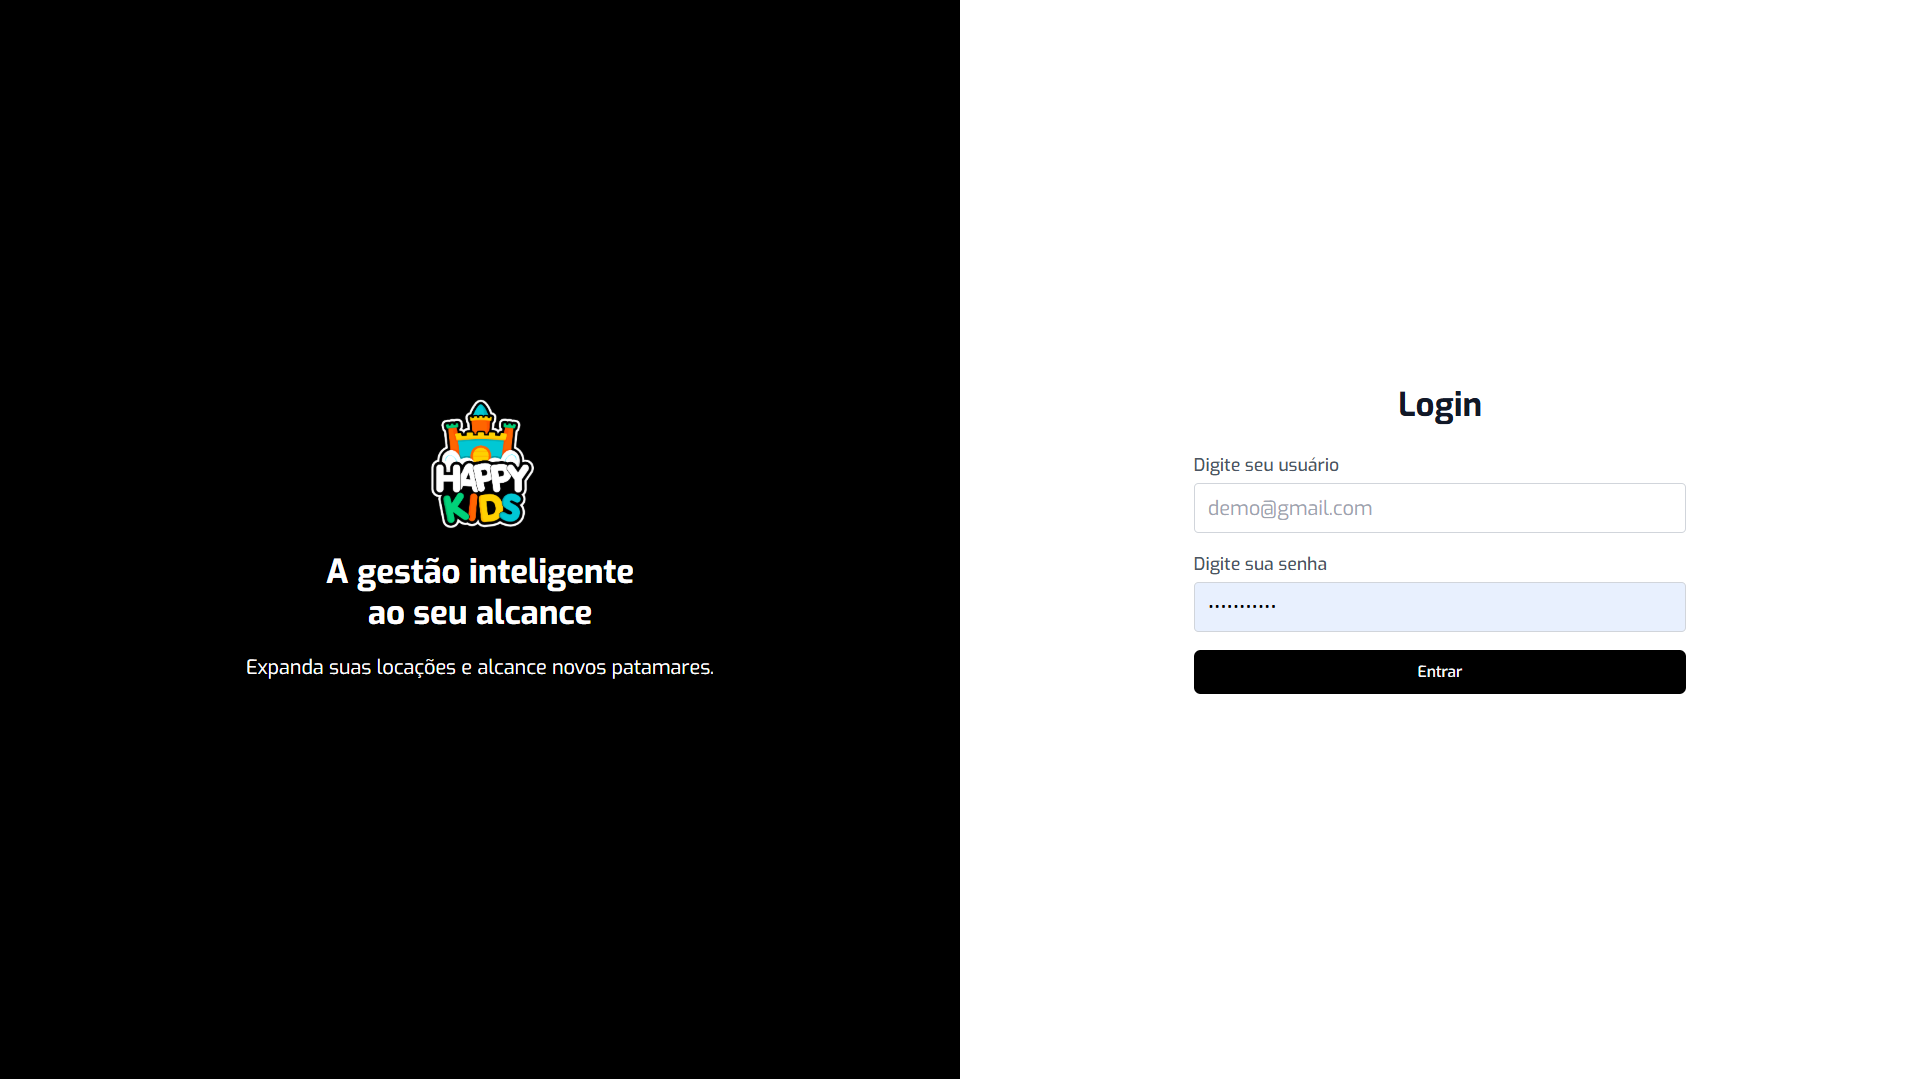 HAPPY
KIDS
A gestão inteligente
ao seu alcance
Expanda suas locações e alcance novos patamares.
Login
Digite seu usuário
demo@gmail.com
Digite sua senha
•••••••••••
Entrar